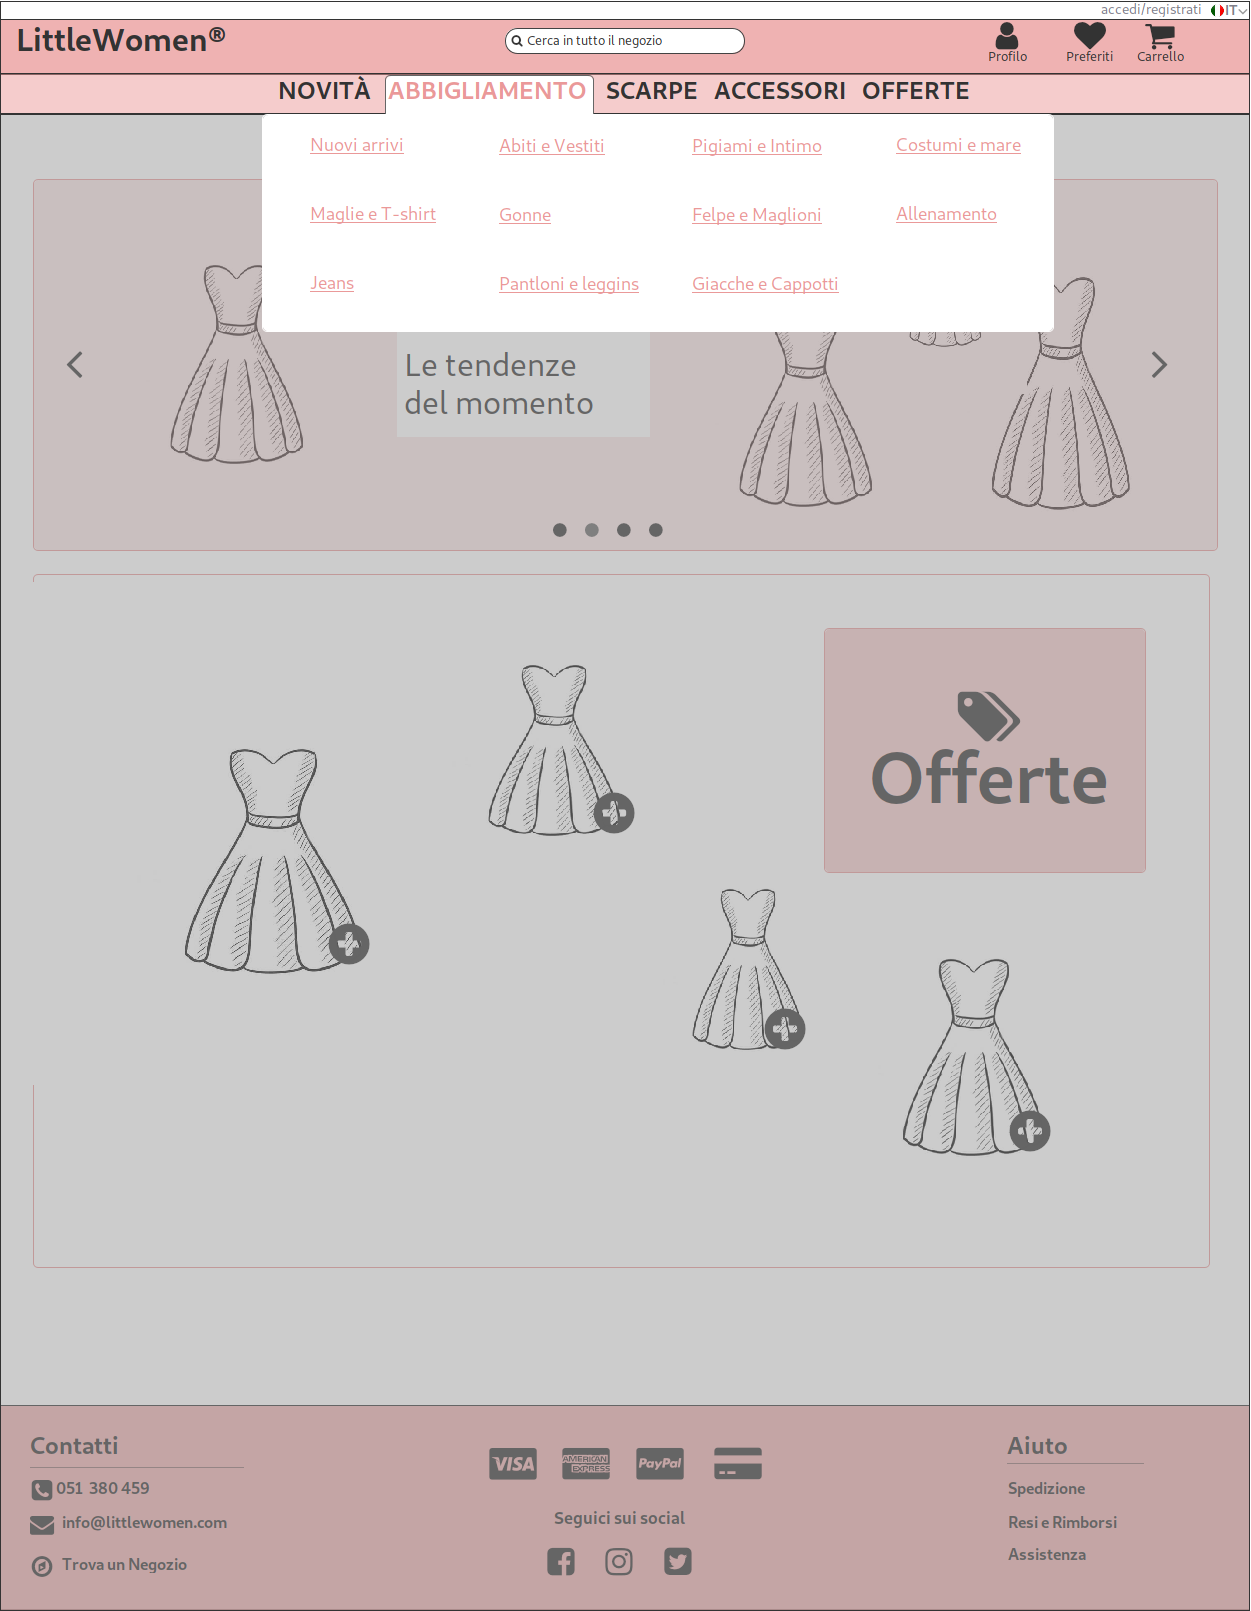 accedi/registrati IT
LittleWomen®
Cerca in tutto il negozio
Profilo Preferiti Carrello
NOVITÀ ABBIGLIAMENTO SCARPE ACCESSORI OFFERTE
Nuovi arrivi Abiti e Vestiti Pigiami e Intimo Costumi e mare
Maglie e T-shirt Gonne Felpe e Maglioni Allenamento
Jeans Pantloni e leggins Giacche e Cappotti
Le tendenze
del momento
Offerte
Contatti
051 380 459
info@littlewomen.com
Trova un Negozio
VISA AMERICAN EXPRESS PayPal
Seguici sui social
Aiuto
Spedizione
Resi e Rimborsi
Assistenza